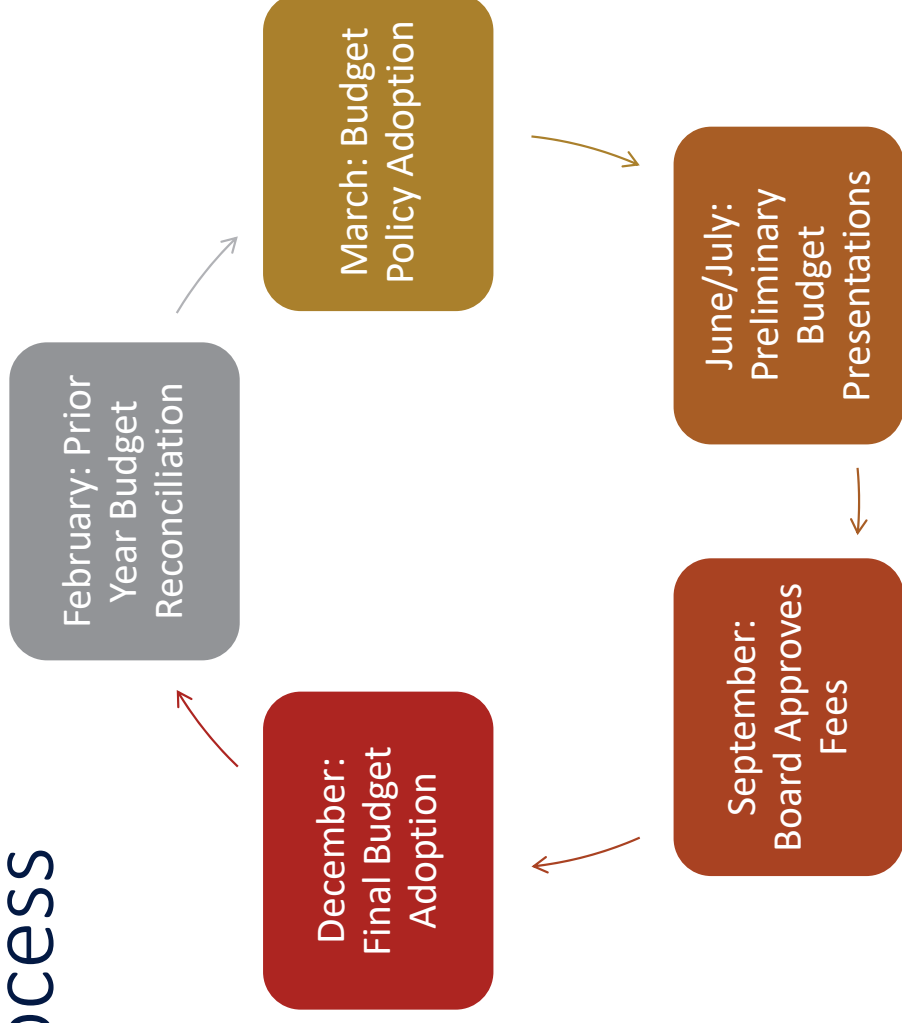 ocess
February: Prior
Year Budget
Reconciliation
March: Budget
Policy Adoption
June/July:
Preliminary
Budget
Presentations
September:
Board Approves
Fees
December:
Final Budget
Adoption